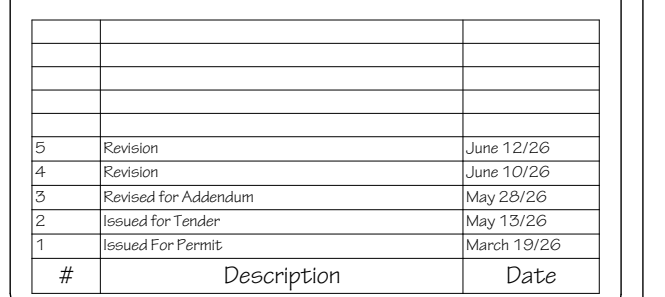 5 Revision June 12/26
4 Revision June 10/26
3 Revised for Addendum May 28/26
2 Issued for Tender May 13/26
1 Issued For Permit March 19/26
# Description Date